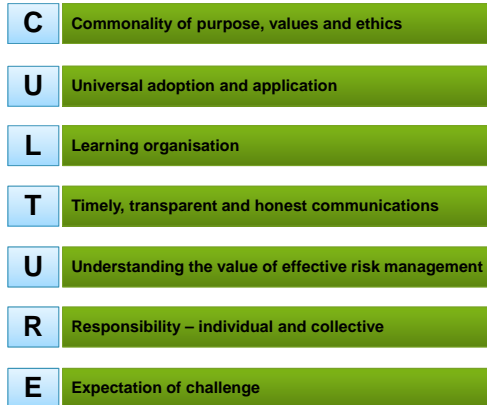 C Commonality of purpose, values and ethics
U Universal adoption and application
L Learning organisation
T Timely, transparent and honest communications
U Understanding the value of effective risk management
R Responsibility – individual and collective
E Expectation of challenge